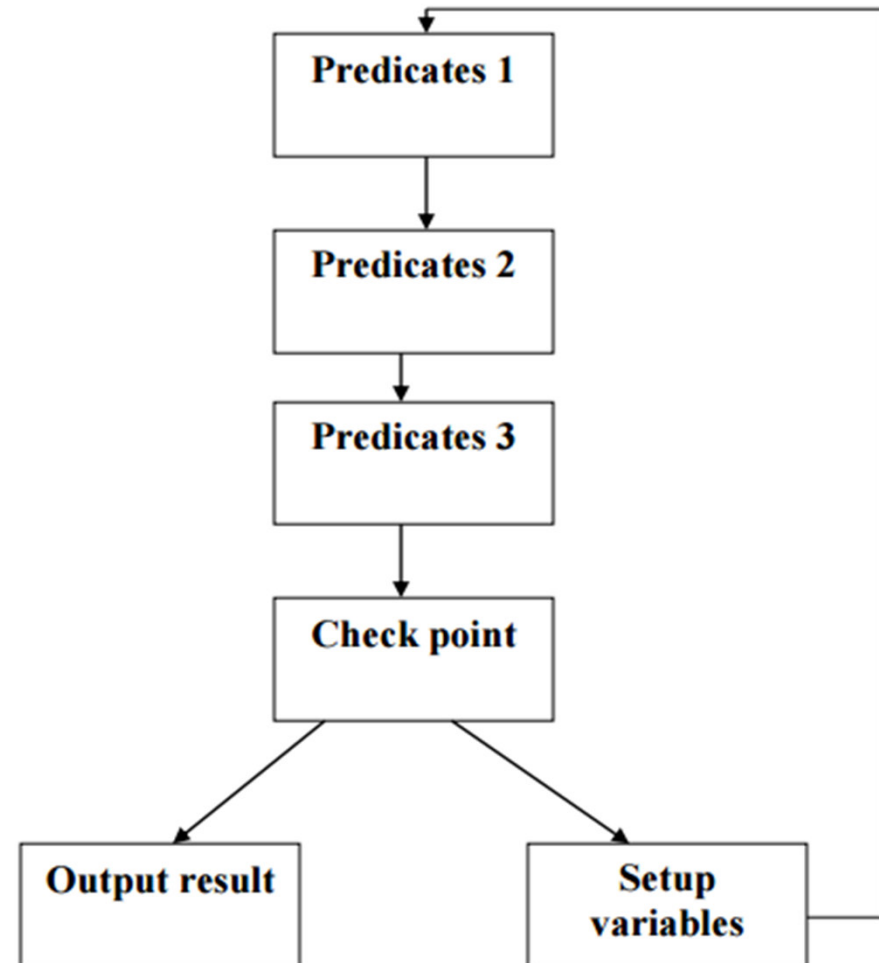 Predicates 1
Predicates 2
Predicates 3
Check point
Output result
Setup
variables